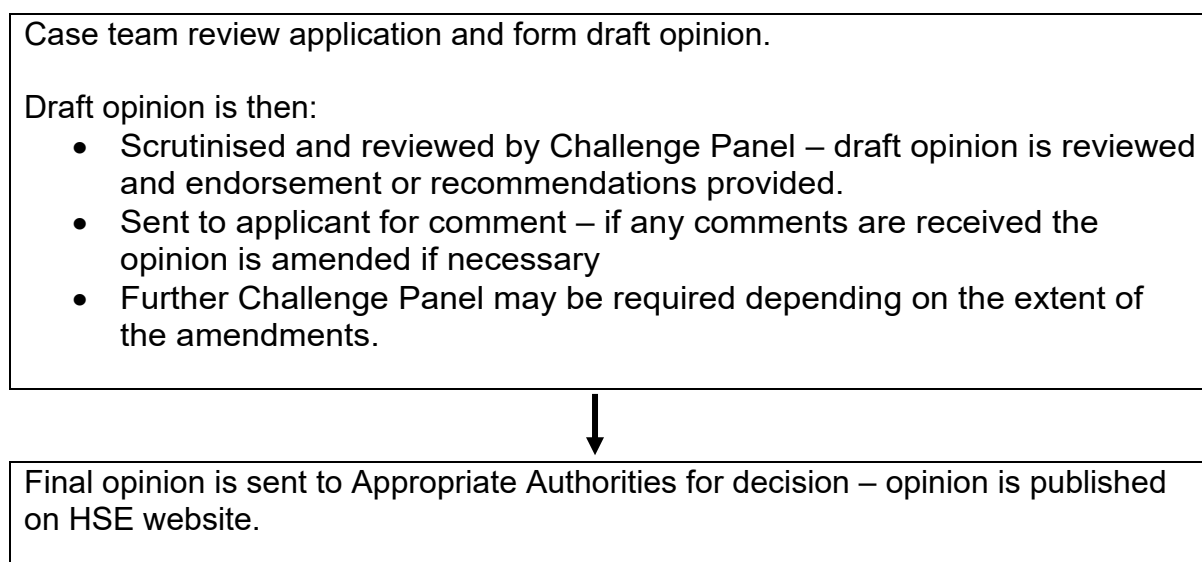 Case team review application and form draft opinion.
Draft opinion is then:
• Scrutinised and reviewed by Challenge Panel – draft opinion is reviewed
and endorsement or recommendations provided.
• Sent to applicant for comment – if any comments are received the
opinion is amended if necessary
• Further Challenge Panel may be required depending on the extent of
the amendments.
Final opinion is sent to Appropriate Authorities for decision – opinion is published
on HSE website.